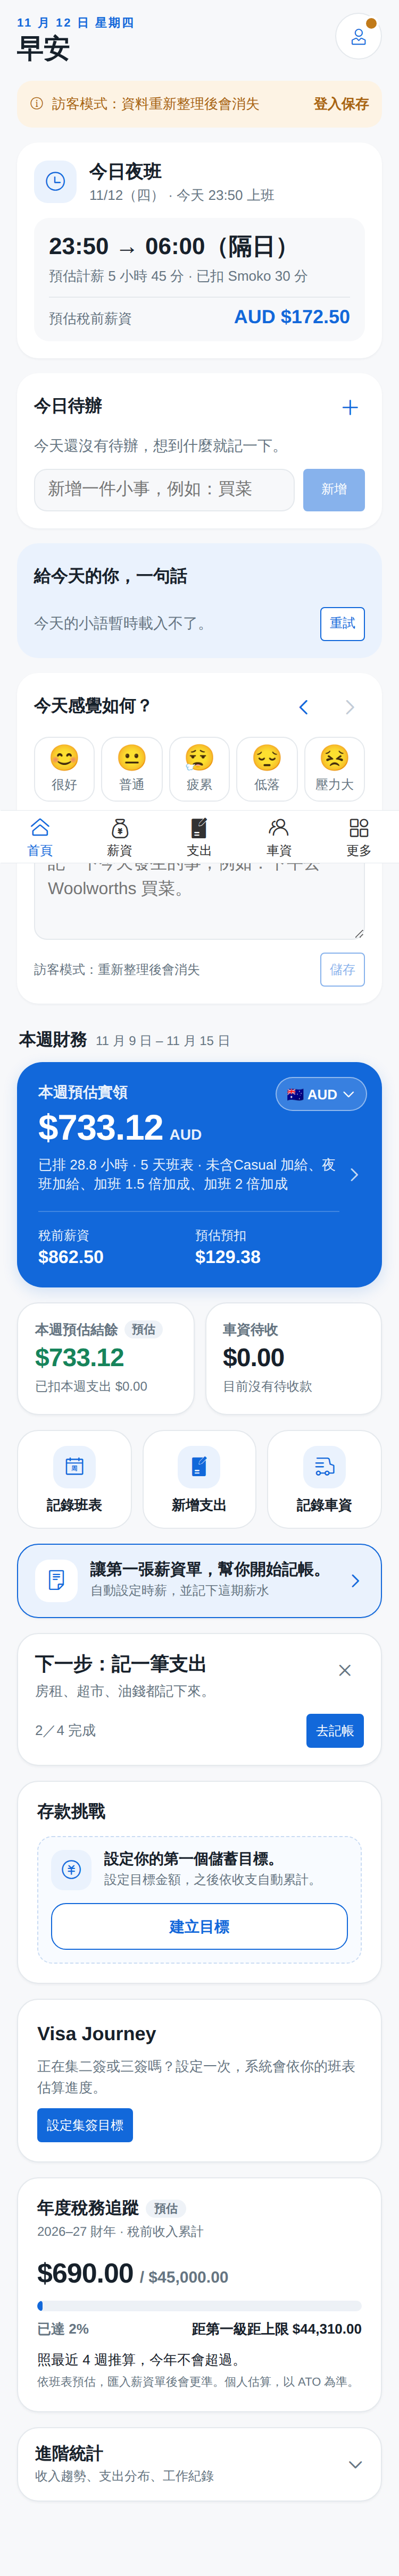 11 月 12 日 星期四
早安
訪客模式：資料重新整理後會消失
登入保存
今日夜班
11/12（四） · 今天 23:50 上班
23:50 → 06:00（隔日）
預估計薪 5 小時 45 分 · 已扣 Smoko 30 分
預估稅前薪資
AUD $172.50
今日待辦
今天還沒有待辦，想到什麼就記一下。
新增一件小事，例如：買菜
新增
給今天的你，一句話
今天的小語暫時載入不了。
重試
今天感覺如何？
很好
普通
疲累
低落
壓力大
首頁
薪資
支出
車資
更多
記一下今天發生的事，例如：下午去
Woolworths 買菜。
訪客模式：重新整理後會消失
儲存
本週財務 11 月 9 日 – 11 月 15 日
本週預估實領
AUD
$733.12 AUD
已排 28.8 小時 · 5 天班表 · 未含Casual 加給、夜
班加給、加班 1.5 倍加成、加班 2 倍加成
稅前薪資
預估預扣
$862.50
$129.38
本週預估結餘 預估
$733.12
已扣本週支出 $0.00
車資待收
$0.00
目前沒有待收款
記錄班表
新增支出
記錄車資
讓第一張薪資單，幫你開始記帳。
自動設定時薪，並記下這期薪水
下一步：記一筆支出
房租、超市、油錢都記下來。
2／4 完成
去記帳
存款挑戰
設定你的第一個儲蓄目標。
設定目標金額，之後依收支自動累計。
建立目標
Visa Journey
正在集二簽或三簽嗎？設定一次，系統會依你的班表
估算進度。
設定集簽目標
年度稅務追蹤 預估
2026–27 財年 · 稅前收入累計
$690.00 / $45,000.00
已達 2%
距第一級距上限 $44,310.00
照最近 4 週推算，今年不會超過。
依班表預估，匯入薪資單後會更準。個人估算，以 ATO 為準。
進階統計
收入趨勢、支出分布、工作紀錄